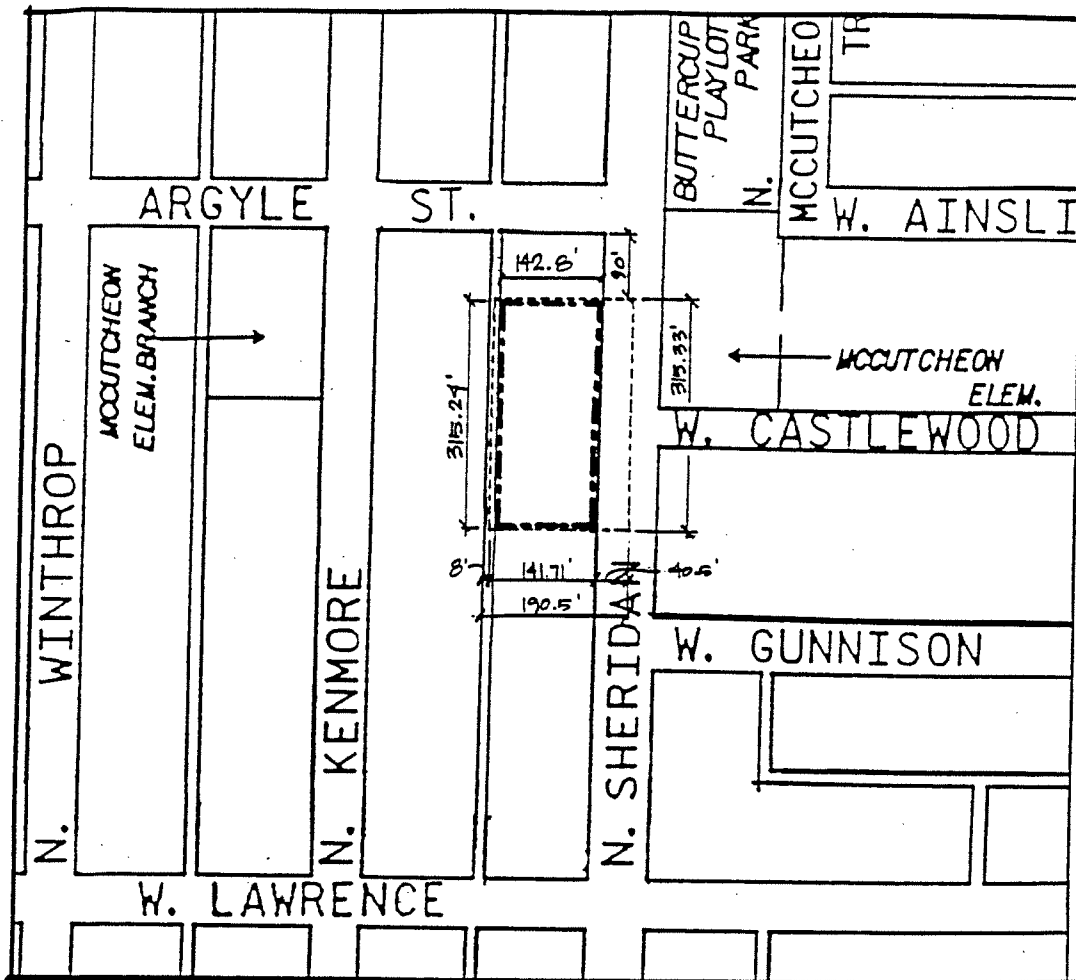 BUTTERCUP
PLAYLOT
PARK
N.
MCCUTCHEO
TR
ARGYLE ST.
W. AINSLI
MCCUTCHEON
ELEM. BRANCH
142.8'
90'
315.24'
315.33'
MCCUTCHEON
ELEM.
W. CASTLEWOOD
N. WINTHROP
N. KENMORE
8'
141.71'
40.5'
190.5'
N. SHERIDAN
W. GUNNISON
W. LAWRENCE